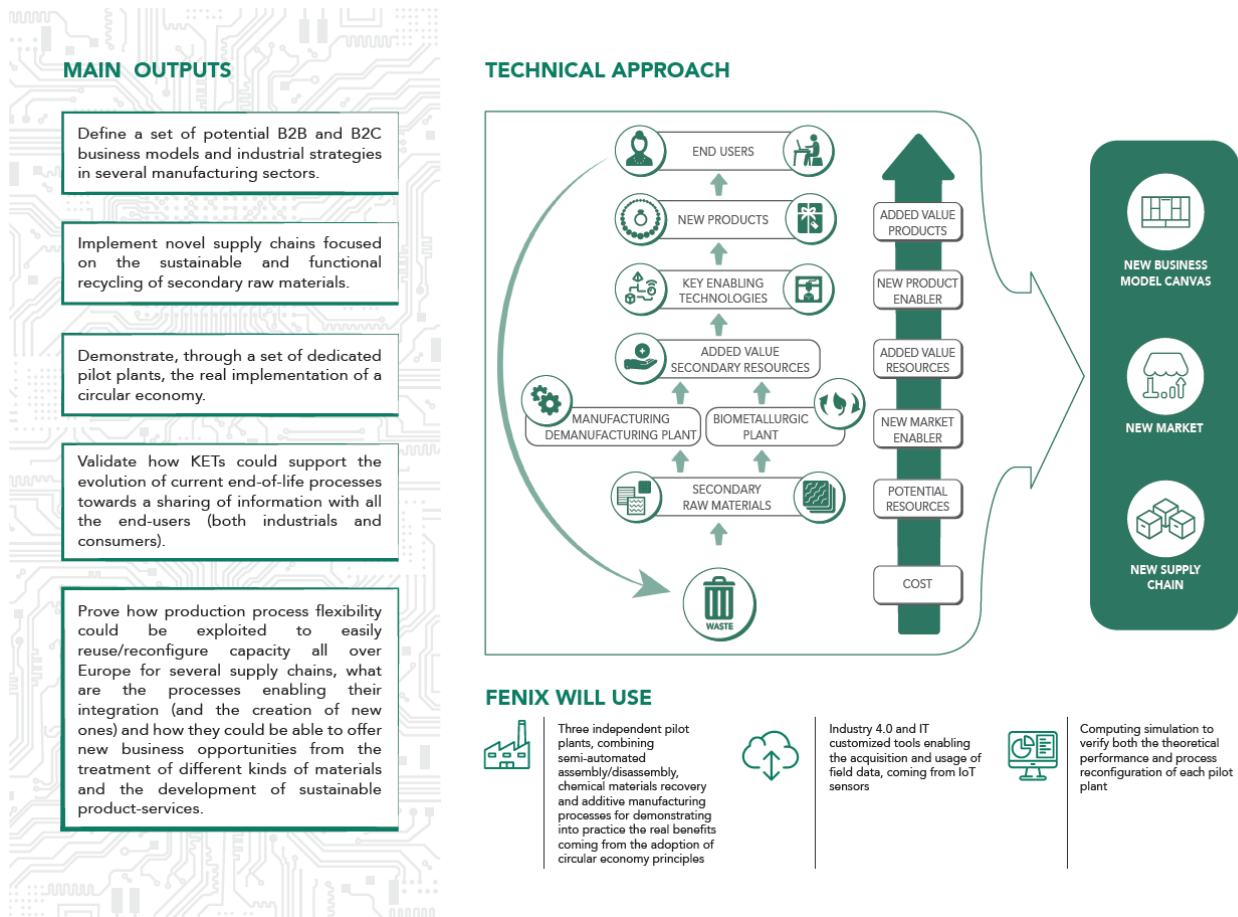 MAIN OUTPUTS
Define a set of potential B2B and B2C
business models and industrial strategies
in several manufacturing sectors.
Implement novel supply chains focused
on the sustainable and functional
recycling of secondary raw materials.
Demonstrate, through a set of dedicated
pilot plants, the real implementation of a
circular economy.
Validate how KETs could support the
evolution of current end-of-life processes
towards a sharing of information with all
the end-users (both industrials and
consumers).
Prove how production process flexibility
could be exploited to easily
reuse/reconfigure capacity all over
Europe for several supply chains, what
are the processes enabling their
integration (and the creation of new
ones) and how they could be able to offer
new business opportunities from the
treatment of different kinds of materials
and the development of sustainable
product-services.
TECHNICAL APPROACH
END USERS
NEW PRODUCTS
KEY ENABLING
TECHNOLOGIES
ADDED VALUE
SECONDARY RESOURCES
MANUFACTURING
DEMANUFACTURING PLANT
BIOMETALLURGIC
PLANT
SECONDARY
RAW MATERIALS
WASTE
ADDED VALUE
PRODUCTS
NEW PRODUCT
ENABLER
ADDED VALUE
RESOURCES
NEW MARKET
ENABLER
POTENTIAL
RESOURCES
COST
NEW BUSINESS
MODEL CANVAS
NEW MARKET
NEW SUPPLY
CHAIN
FENIX WILL USE
Three independent pilot
plants, combining
semi-automated
assembly/disassembly,
chemical materials recovery
and additive manufacturing
processes for demonstrating
into practice the real benefits
coming from the adoption of
circular economy principles
Industry 4.0 and IT
customized tools enabling
the acquisition and usage of
field data, coming from IoT
sensors
Computing simulation to
verify both the theoretical
performance and process
reconfiguration of each pilot
plant